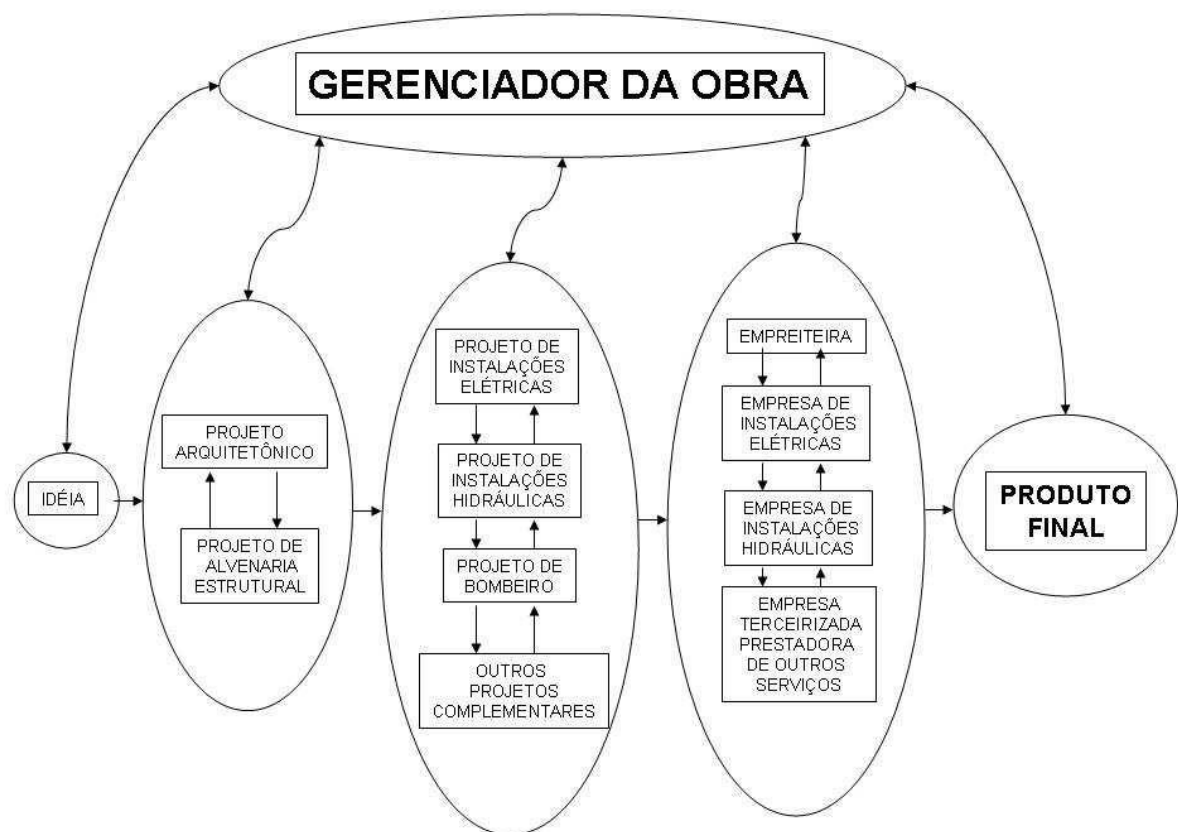 GERENCIADOR DA OBRA
IDÉIA
PROJETO
ARQUITETÔNICO
PROJETO DE
ALVENARIA
ESTRUTURAL
PROJETO DE
INSTALAÇÕES
ELÉTRICAS
PROJETO DE
INSTALAÇÕES
HIDRÁULICAS
PROJETO DE
BOMBEIRO
OUTROS
PROJETOS
COMPLEMENTARES
EMPREITEIRA
EMPRESA DE
INSTALAÇÕES
ELÉTRICAS
EMPRESA DE
INSTALAÇÕES
HIDRÁULICAS
EMPRESA
TERCEIRIZADA
PRESTADORA
DE OUTROS
SERVIÇOS
PRODUTO
FINAL